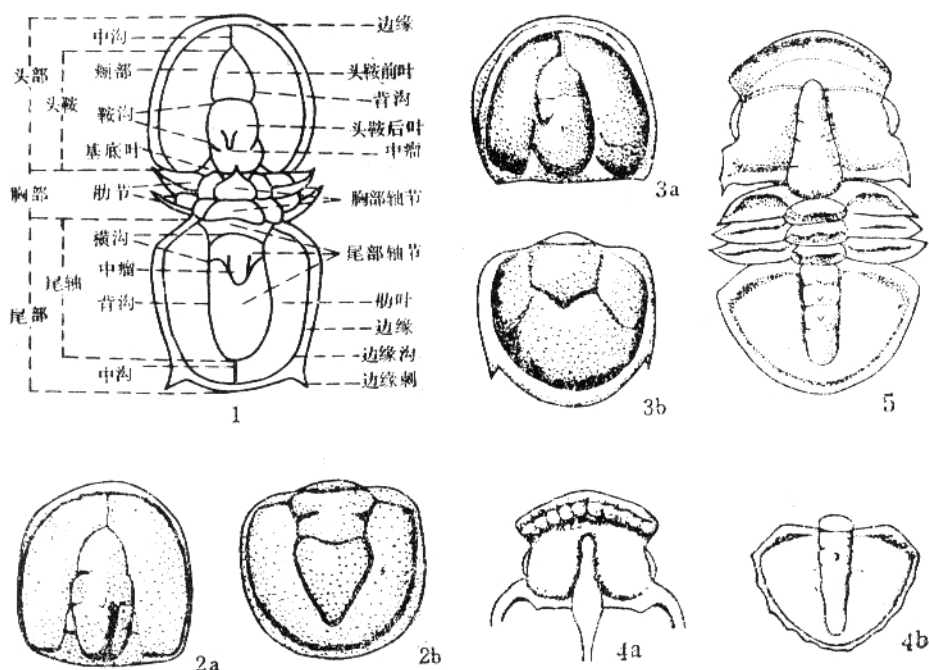 边缘
中沟
头部
颊部
头鞍前叶
头鞍
背沟
鞍沟
头鞍后叶
基底叶
中瘤
胸部
肋节
胸部轴节
横沟
尾部轴节
中瘤
尾轴
背沟
肋叶
尾部
边缘
边缘沟
中沟
边缘刺
1
3a
3b
5
2a
2b
4a
4b